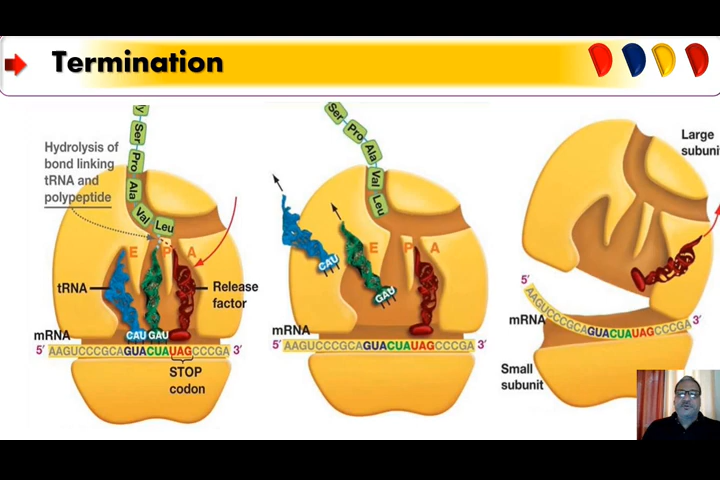 Termination
y
Ser
Pro
Ala
Val
Leu
Hydrolysis of
bond linking
tRNA and
polypeptide
E P A
tRNA
Release
factor
CAU GAU
mRNA
5' AAGUCCCGCAGUACUAUAGCCCGA 3'
STOP
codon
Ser
Pro
Ala
Val
Leu
E P A
CAU
GAU
mRNA
5' AAGUCCCGCAGUACUAUAGCCCGA 3'
Large
subuni
5'
mRNA
AAGUCCCGCAGUACUAUAGCCCGA 3'
Small
subunit